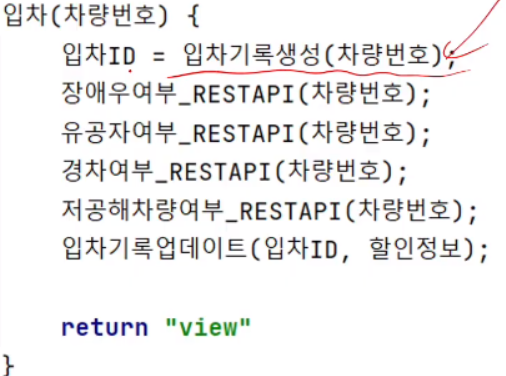 입차(차량번호) {
입차ID = 입차기록생성(차량번호);
장애우여부_RESTAPI(차량번호);
유공자여부_RESTAPI(차량번호);
경차여부_RESTAPI(차량번호);
저공해차량여부_RESTAPI(차량번호);
입차기록업데이트(입차ID, 할인정보);
return "view"
}